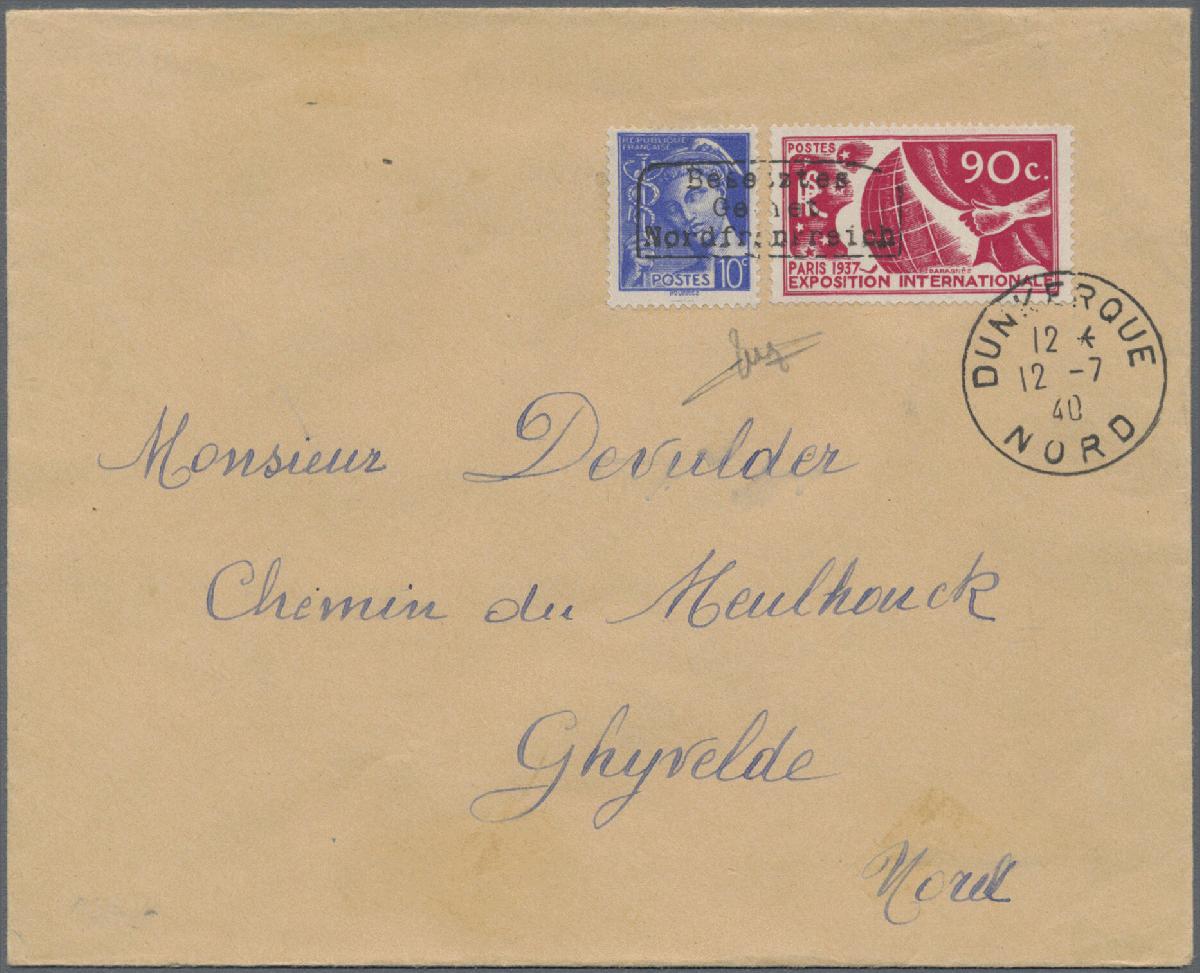 RÉPUBLIQUE
FRANÇAISE
POSTES 10c
POSTES
90c.
PARIS 1937
EXPOSITION INTERNATIONALE
Besetztes
Gebiet
Nordfrankreich
DUNKERQUE
12 *
12 -7
40
NORD
Monsieur Devulder
Chemin du Meulhouck
Ghyvelde
Nord